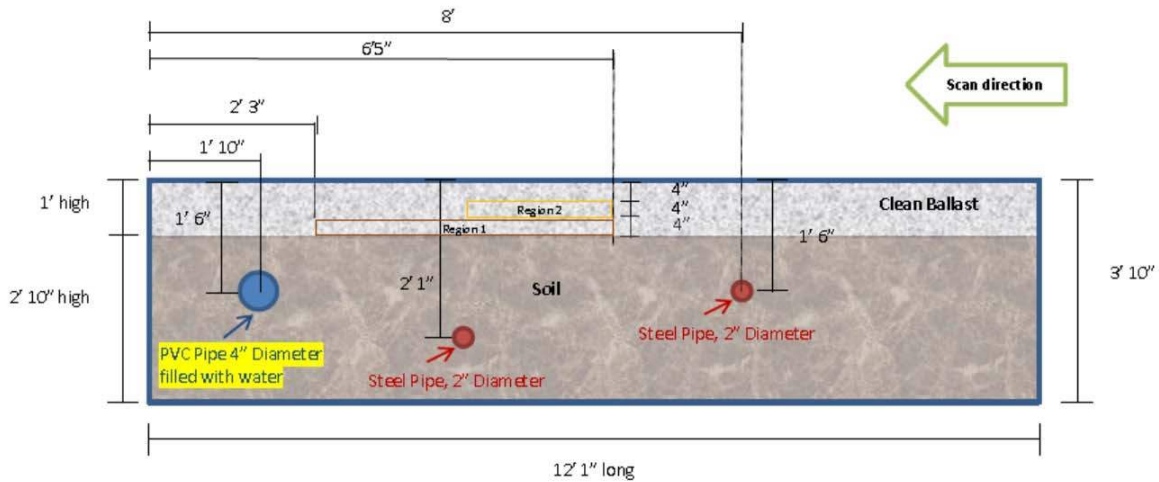 8’
6’5”
Scan direction
2’ 3”
1’ 10”
1’ high
1’ 6”
4”
4”
4”
Clean Ballast
Region 2
Region 1
1’ 6”
2’ 10” high
2’ 1”
Soil
3’ 10”
PVC Pipe 4” Diameter
filled with water
Steel Pipe, 2” Diameter
Steel Pipe, 2” Diameter
12’ 1” long